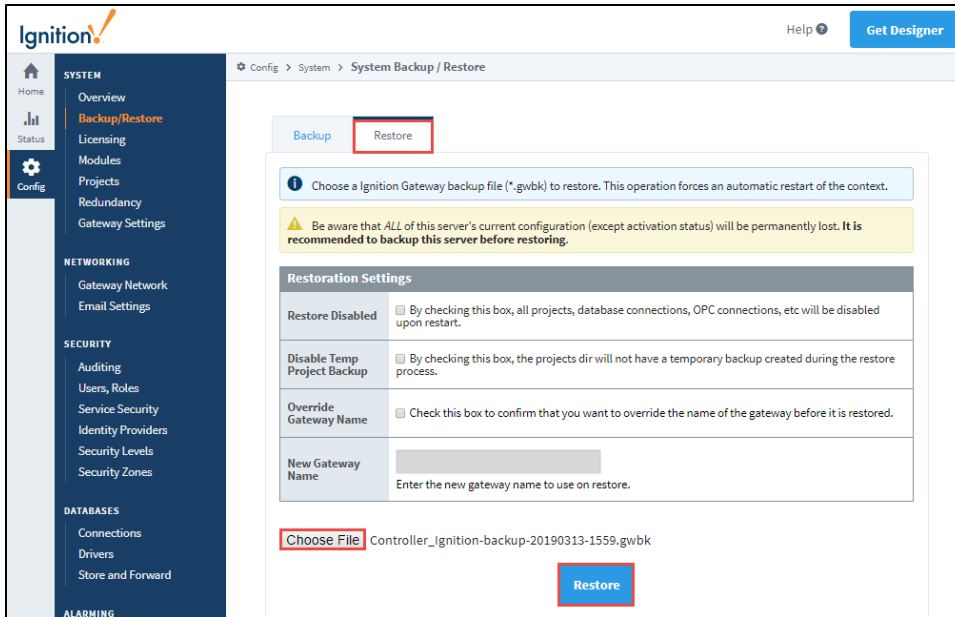 Ignition!
Help ?
Get Designer
Home
Status
Config
SYSTEM
Overview
Backup/Restore
Licensing
Modules
Projects
Redundancy
Gateway Settings
NETWORKING
Gateway Network
Email Settings
SECURITY
Auditing
Users, Roles
Service Security
Identity Providers
Security Levels
Security Zones
DATABASES
Connections
Drivers
Store and Forward
ALARMING
Config > System > System Backup / Restore
Backup
Restore
Choose a Ignition Gateway backup file (*.gwbk) to restore. This operation forces an automatic restart of the context.
Be aware that ALL of this server's current configuration (except activation status) will be permanently lost. It is
recommended to backup this server before restoring.
Restoration Settings
Restore Disabled
By checking this box, all projects, database connections, OPC connections, etc will be disabled
upon restart.
Disable Temp
Project Backup
By checking this box, the projects dir will not have a temporary backup created during the restore
process.
Override
Gateway Name
Check this box to confirm that you want to override the name of the gateway before it is restored.
New Gateway
Name
Enter the new gateway name to use on restore.
Choose File Controller_Ignition-backup-20190313-1559.gwbk
Restore